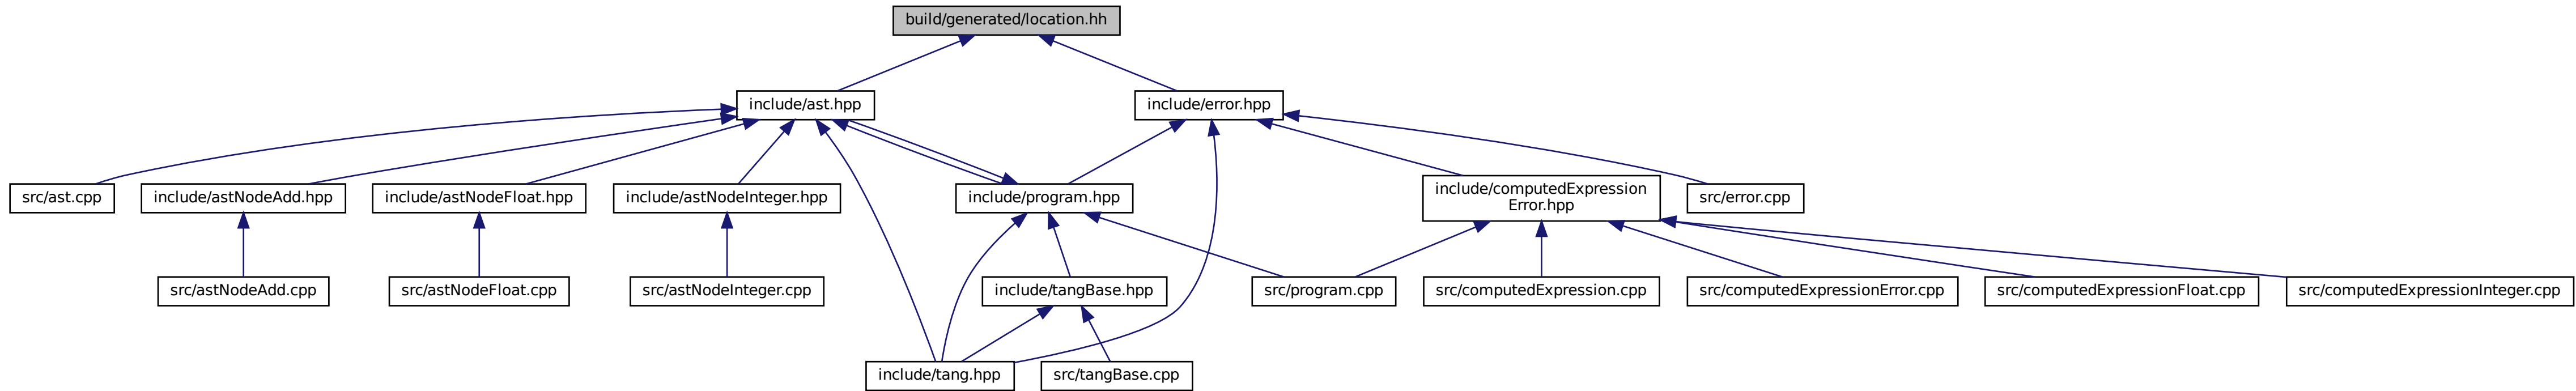 build/generated/location.hh
include/ast.hpp
include/error.hpp
src/ast.cpp
include/astNodeAdd.hpp
include/astNodeFloat.hpp
include/astNodeInteger.hpp
include/program.hpp
include/computedExpression
Error.hpp
src/error.cpp
src/astNodeAdd.cpp
src/astNodeFloat.cpp
src/astNodeInteger.cpp
include/tangBase.hpp
src/program.cpp
src/computedExpression.cpp
src/computedExpressionError.cpp
src/computedExpressionFloat.cpp
src/computedExpressionInteger.cpp
include/tang.hpp
src/tangBase.cpp